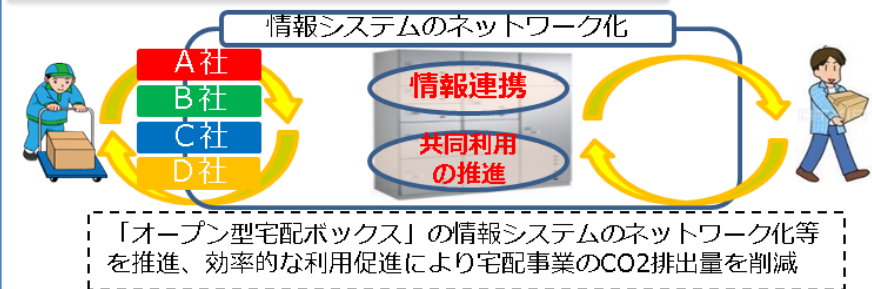 情報システムのネットワーク化
A社
B社
C社
D社
情報連携
共同利用
の推進
「オープン型宅配ボックス」の情報システムのネットワーク化等
を推進、効率的な利用促進により宅配事業のCO2排出量を削減